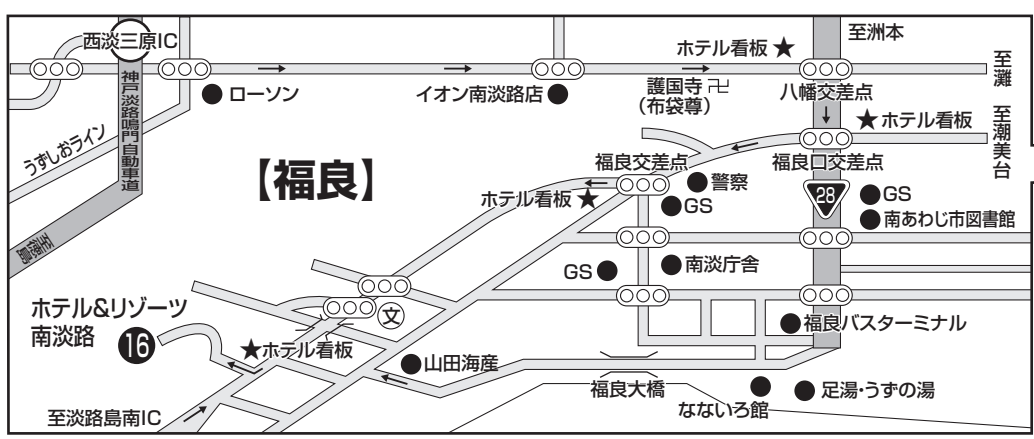 西淡三原IC
神戸淡路鳴門自動車道
至徳島
うずしおライン
ローソン
イオン南淡路店
ホテル看板
至洲本
至灘
護国寺
(布袋尊)
八幡交差点
至潮美台
ホテル看板
【福良】
福良交差点
福良口交差点
警察
28
GS
ホテル看板
GS
南あわじ市図書館
GS
南淡庁舎
文
ホテル&リゾーツ
南淡路
16
ホテル看板
福良バスターミナル
山田海産
福良大橋
足湯・うずの湯
なないろ館
至淡路島南IC